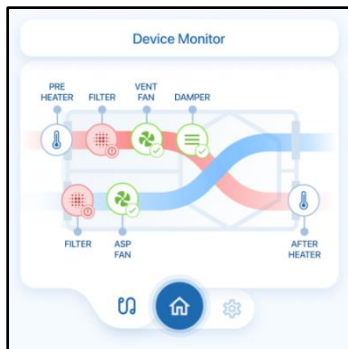 Device Monitor
PRE
HEATER
FILTER
VENT
FAN
DAMPER
FILTER
ASP
FAN
AFTER
HEATER